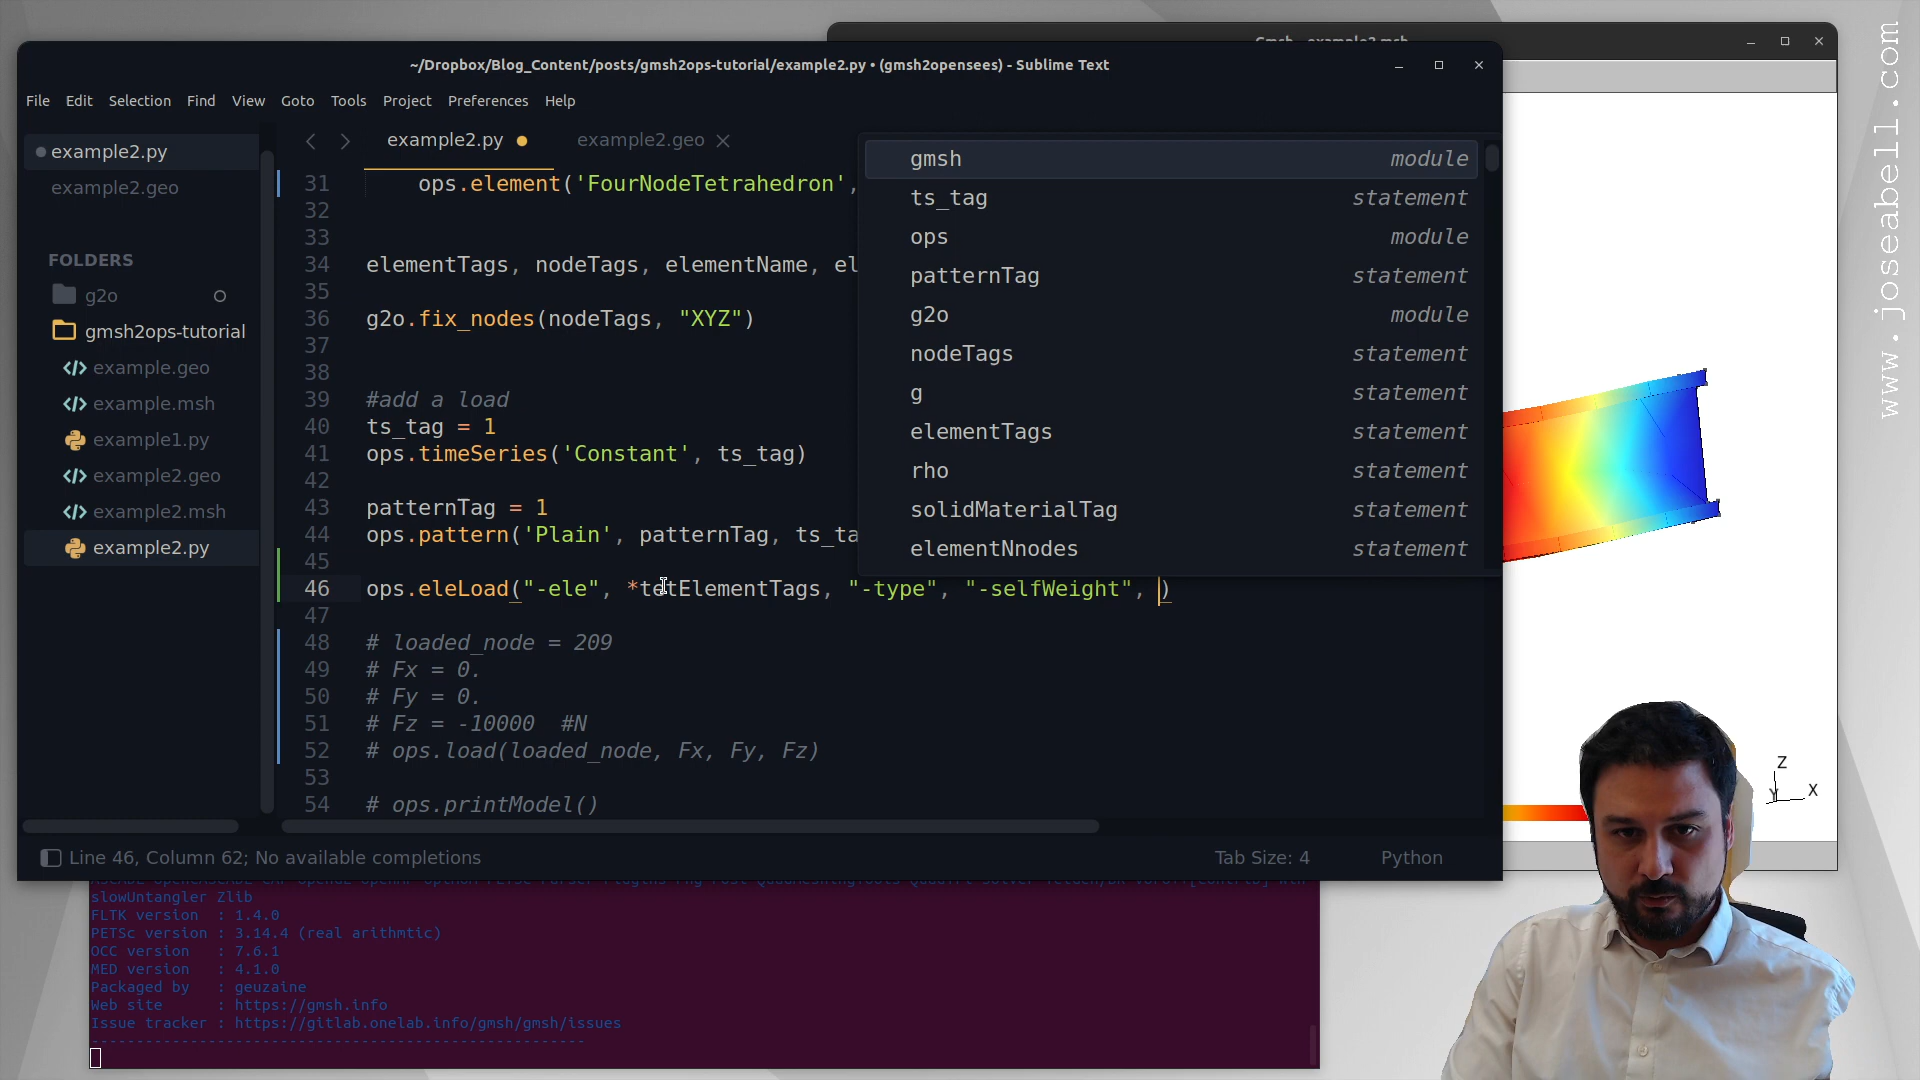 Gmsh - example2.msh
~/Dropbox/Blog_Content/posts/gmsh2ops-tutorial/example2.py • (gmsh2opensees) - Sublime Text
File Edit Selection Find View Goto Tools Project Preferences Help
example2.py
example2.geo
FOLDERS
g2o
gmsh2ops-tutorial
example.geo
example.msh
example1.py
example2.geo
example2.msh
example2.py
example2.py example2.geo
31 ops.element('FourNodeTetrahedron',
32
33
34 elementTags, nodeTags, elementName, el
35
36 g2o.fix_nodes(nodeTags, "XYZ")
37
38
39 #add a load
40 ts_tag = 1
41 ops.timeSeries('Constant', ts_tag)
42
43 patternTag = 1
44 ops.pattern('Plain', patternTag, ts_ta
45
46 ops.eleLoad("-ele", *tetElementTags, "-type", "-selfWeight", )
47
48 # loaded_node = 209
49 # Fx = 0.
50 # Fy = 0.
51 # Fz = -10000 #N
52 # ops.load(loaded_node, Fx, Fy, Fz)
53
54 # ops.printModel()
gmsh module
ts_tag statement
ops module
patternTag statement
g2o module
nodeTags statement
g statement
elementTags statement
rho statement
solidMaterialTag statement
elementNnodes statement
Line 46, Column 62; No available completions
Tab Size: 4
Python
slowUntangler Zlib
FLTK version : 1.4.0
PETSc version : 3.14.4 (real arithmtic)
OCC version : 7.6.1
MED version : 4.1.0
Packaged by : geuzaine
Web site : https://gmsh.info
Issue tracker : https://gitlab.onelab.info/gmsh/gmsh/issues
--------------------------------------------------------
Z
Y
X
www.joseabell.com